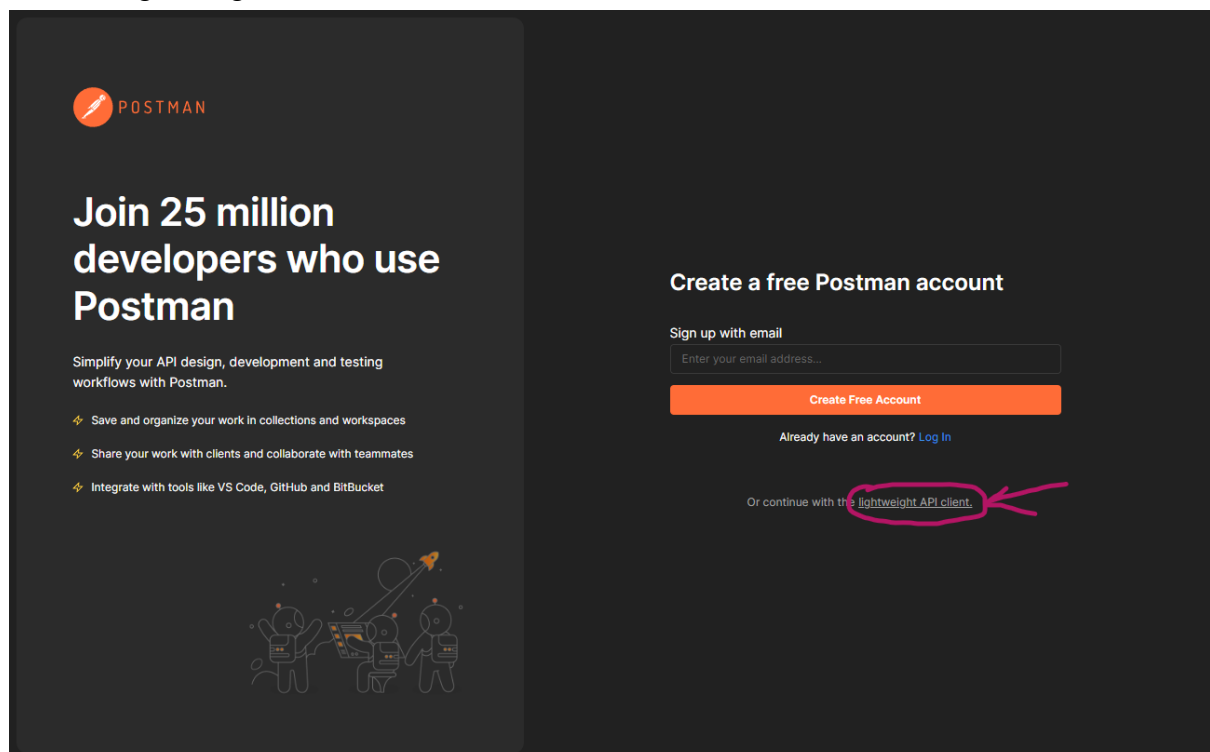 POSTMAN
Join 25 million
developers who use
Postman
Simplify your API design, development and testing
workflows with Postman.
Save and organize your work in collections and workspaces
Share your work with clients and collaborate with teammates
Integrate with tools like VS Code, GitHub and BitBucket
Create a free Postman account
Sign up with email
Enter your email address...
Create Free Account
Already have an account? Log In
Or continue with the lightweight API client.